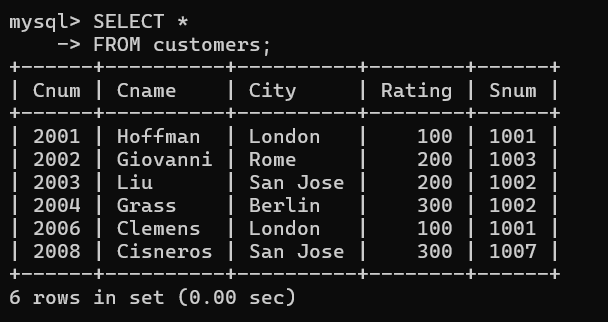 mysql> SELECT *
    -> FROM customers;
+------+----------+----------+--------+------+
| Cnum | Cname    | City     | Rating | Snum |
+------+----------+----------+--------+------+
| 2001 | Hoffman  | London   |    100 | 1001 |
| 2002 | Giovanni | Rome     |    200 | 1003 |
| 2003 | Liu      | San Jose |    200 | 1002 |
| 2004 | Grass    | Berlin   |    300 | 1002 |
| 2006 | Clemens  | London   |    100 | 1001 |
| 2008 | Cisneros | San Jose |    300 | 1007 |
+------+----------+----------+--------+------+
6 rows in set (0.00 sec)